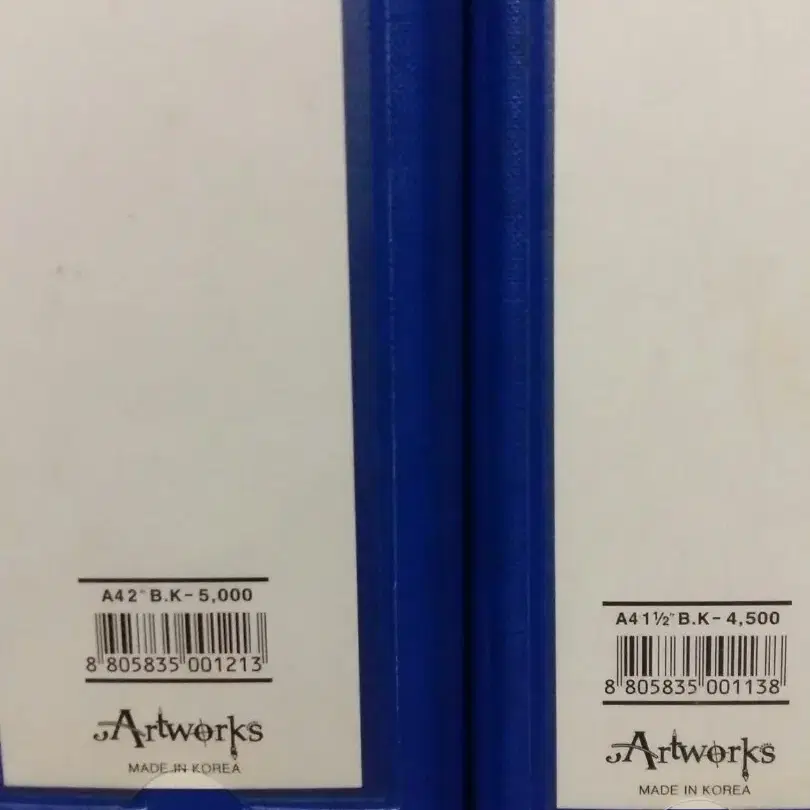 A4 2" B.K - 5,000
8 805835 001213
Artworks
MADE IN KOREA
A4 1½" B.K - 4,500
8 805835 001138
Artworks
MADE IN KOREA